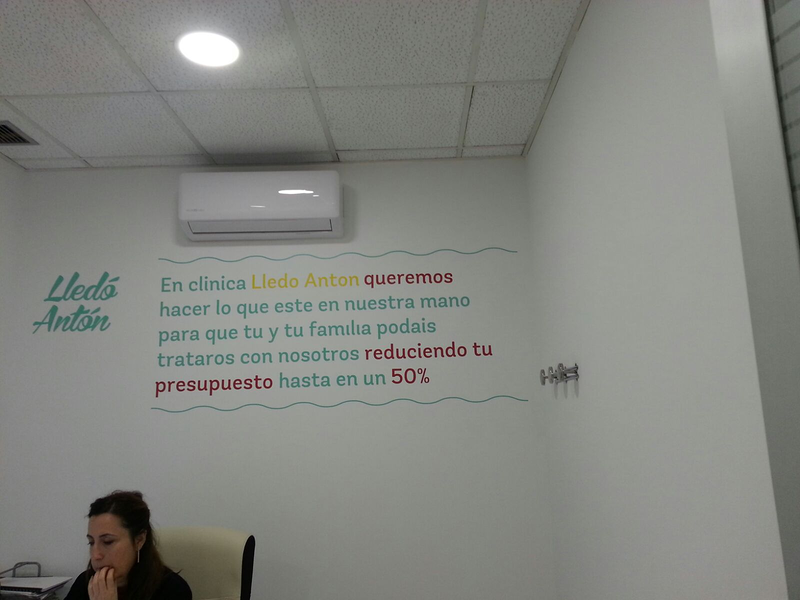 Lledó
Antón
En clinica Lledo Anton queremos
hacer lo que este en nuestra mano
para que tu y tu familia podais
trataros con nosotros reduciendo tu
presupuesto hasta en un 50%